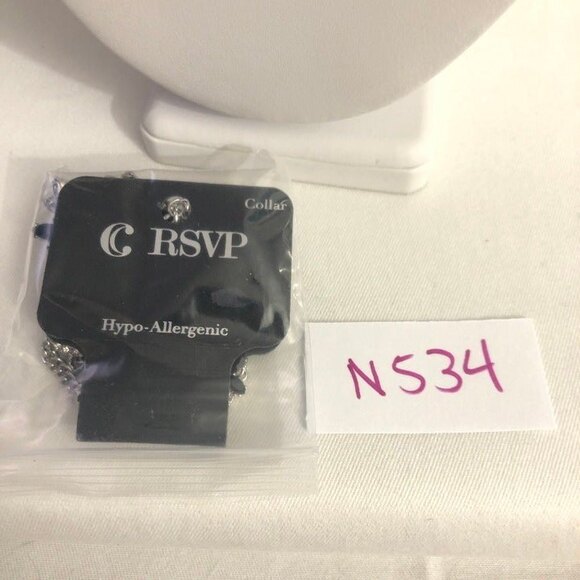 Collar
CC RSVP
Hypo-Allergenic
N534